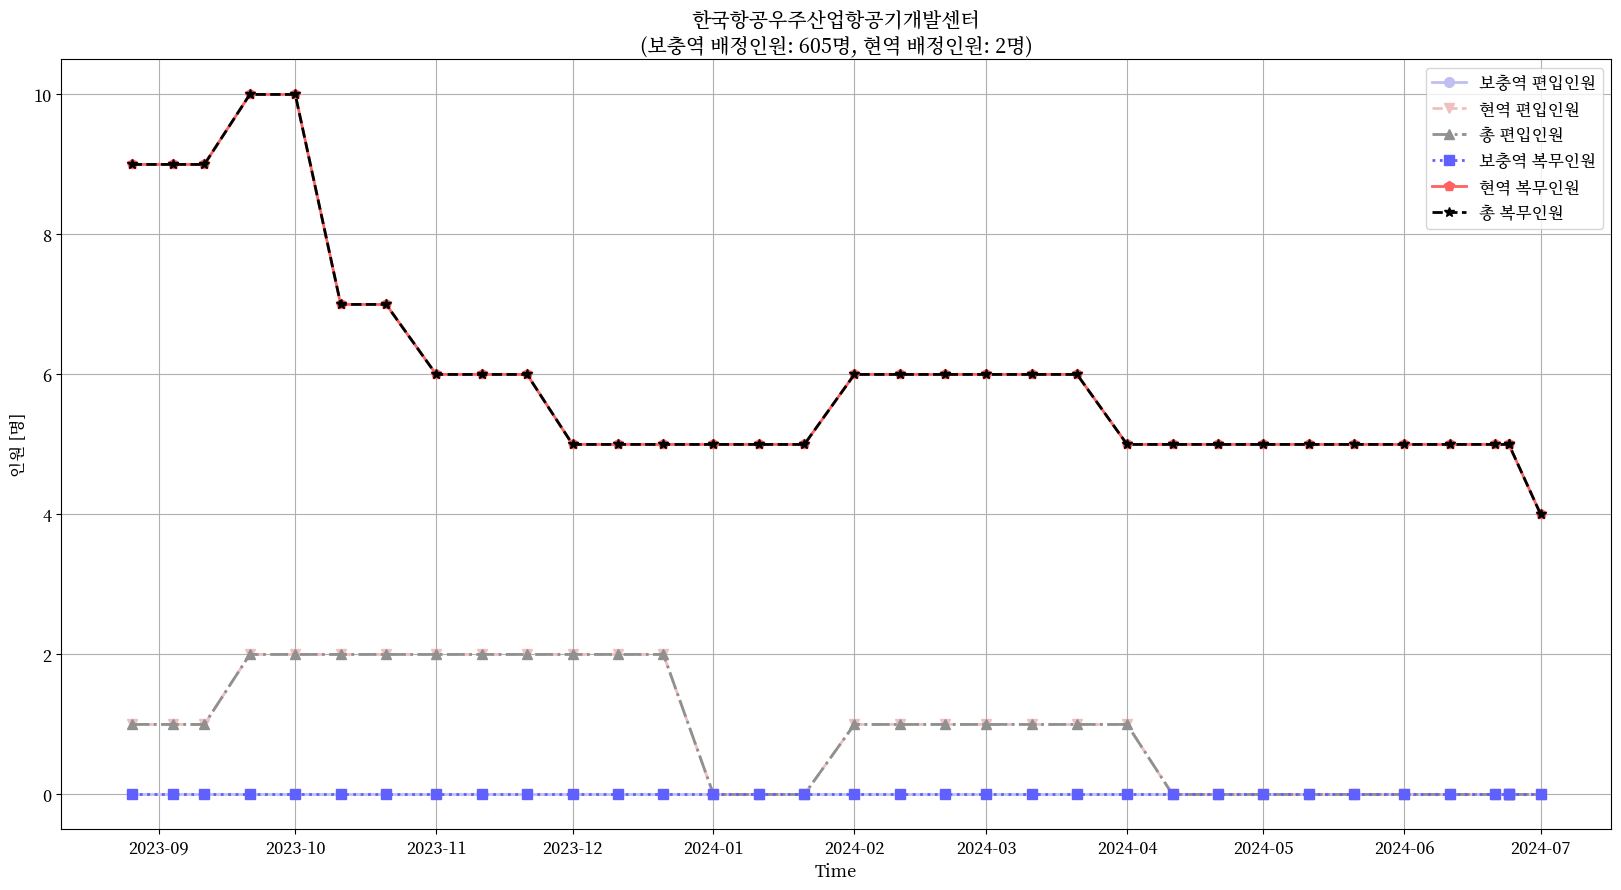 한국항공우주산업항공기개발센터
(보충역 배정인원: 605명, 현역 배정인원: 2명)
보충역 편입인원
현역 편입인원
총 편입인원
보충역 복무인원
현역 복무인원
총 복무인원
인원 [명]
10
8
6
4
2
0
2023-09 2023-10 2023-11 2023-12 2024-01 2024-02 2024-03 2024-04 2024-05 2024-06 2024-07
Time